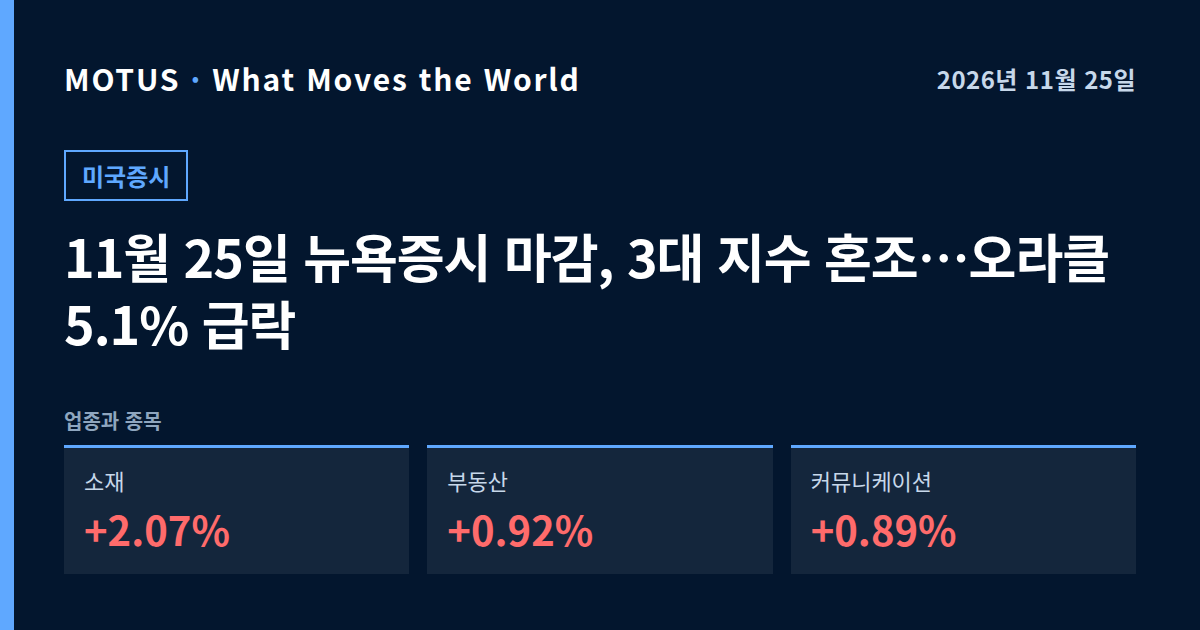 MOTUS · What Moves the World
2026년 11월 25일
미국증시
11월 25일 뉴욕증시 마감, 3대 지수 혼조…오라클
5.1% 급락
업종과 종목
소재
+2.07%
부동산
+0.92%
커뮤니케이션
+0.89%